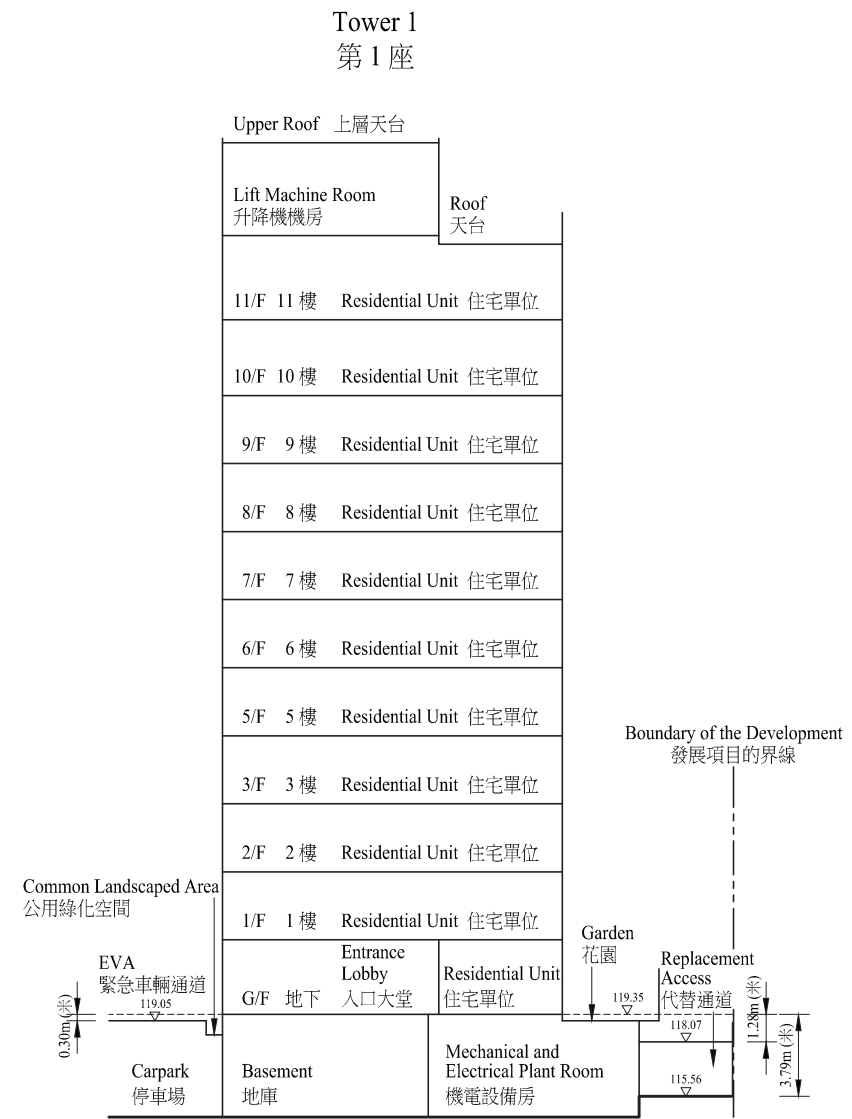 Tower 1
第 1 座
Upper Roof 上層天台
Lift Machine Room
升降機機房
Roof
天台
11/F 11 樓 Residential Unit 住宅單位
10/F 10 樓 Residential Unit 住宅單位
9/F 9 樓 Residential Unit 住宅單位
8/F 8 樓 Residential Unit 住宅單位
7/F 7 樓 Residential Unit 住宅單位
6/F 6 樓 Residential Unit 住宅單位
5/F 5 樓 Residential Unit 住宅單位
Boundary of the Development
發展項目的界線
3/F 3 樓 Residential Unit 住宅單位
2/F 2 樓 Residential Unit 住宅單位
Common Landscaped Area
公用綠化空間
1/F 1 樓 Residential Unit 住宅單位
Garden
花園
EVA
緊急車輛通道
119.05
0.30m (米)
G/F 地下
Entrance
Lobby
入口大堂
Residential Unit
住宅單位
119.35
Replacement
Access
代替通道
118.07
1.28m (米)
3.79m (米)
115.56
Carpark
停車場
Basement
地庫
Mechanical and
Electrical Plant Room
機電設備房